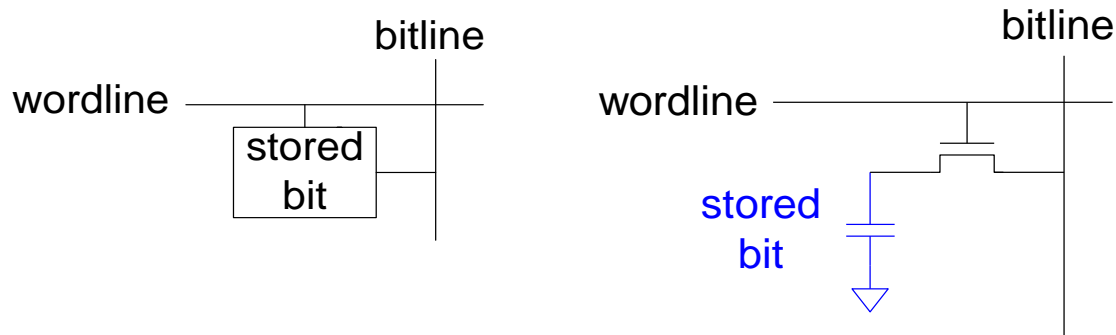 bitline
wordline
stored
bit
bitline
wordline
stored
bit